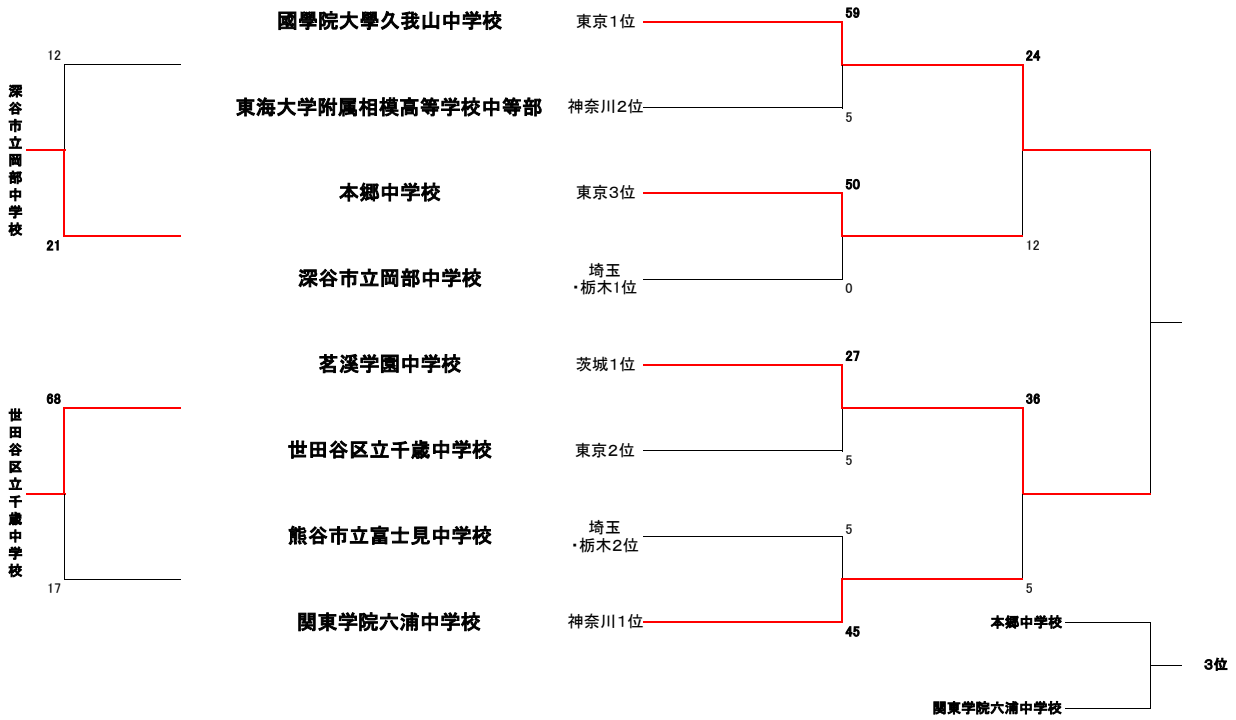 國學院大學久我山中学校 東京1位 59
12 24
東海大学附属相模高等学校中等部 神奈川2位 5
深谷市立岡部中学校
本郷中学校 東京3位 50
21 12
深谷市立岡部中学校 埼玉
・栃木1位 0
茗溪学園中学校 茨城1位 27
68 36
世田谷区立千歳中学校 東京2位 5
世田谷区立千歳中学校
熊谷市立富士見中学校 埼玉
・栃木2位 5
17 5
関東学院六浦中学校 神奈川1位 45
本郷中学校
3位
関東学院六浦中学校